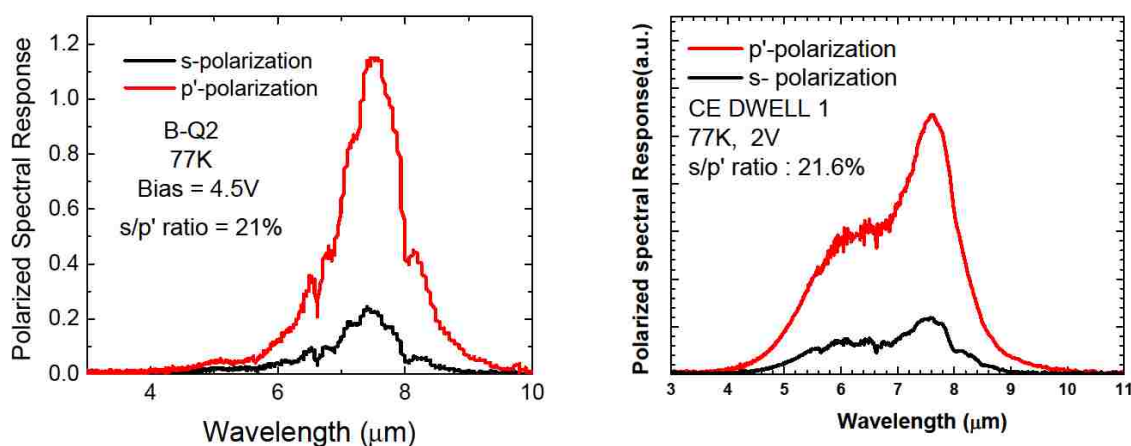 Polarized Spectral Response
1.2
1.0
0.8
0.6
0.4
0.2
0.0
s-polarization
p'-polarization
B-Q2
77K
Bias = 4.5V
s/p' ratio = 21%
4
6
8
10
Wavelength (μm)
Polarized spectral Response(a.u.)
p'-polarization
s- polarization
CE DWELL 1
77K, 2V
s/p' ratio : 21.6%
3
4
5
6
7
8
9
10
11
Wavelength (μm)